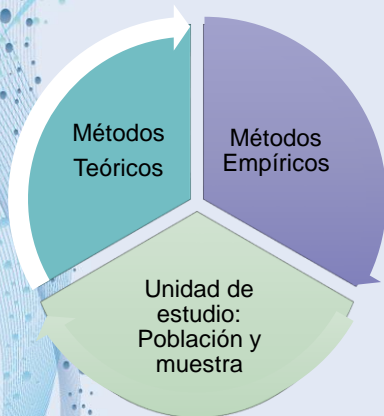 Métodos
Teóricos
Métodos
Empíricos
Unidad de
estudio:
Población y
muestra